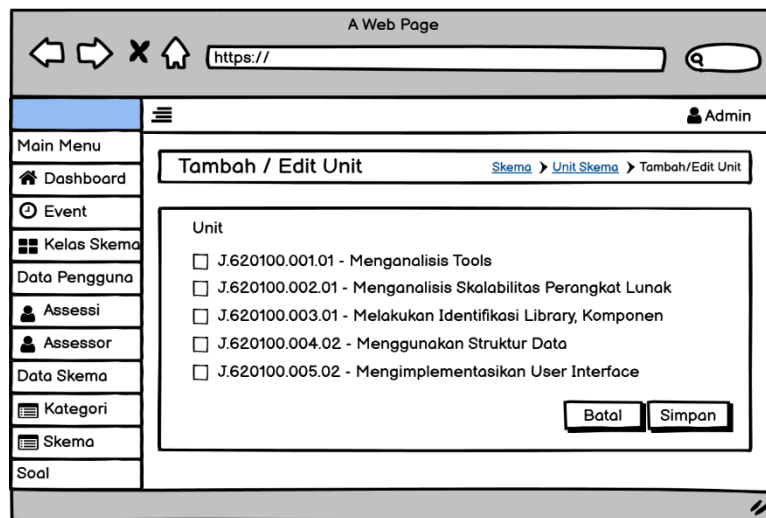 A Web Page
https://
Admin
Main Menu
Dashboard
Event
Kelas Skema
Data Pengguna
Assessi
Assessor
Data Skema
Kategori
Skema
Soal
Tambah / Edit Unit
Skema > Unit Skema > Tambah/Edit Unit
Unit
J.620100.001.01 - Menganalisis Tools
J.620100.002.01 - Menganalisis Skalabilitas Perangkat Lunak
J.620100.003.01 - Melakukan Identifikasi Library, Komponen
J.620100.004.02 - Menggunakan Struktur Data
J.620100.005.02 - Mengimplementasikan User Interface
Batal Simpan